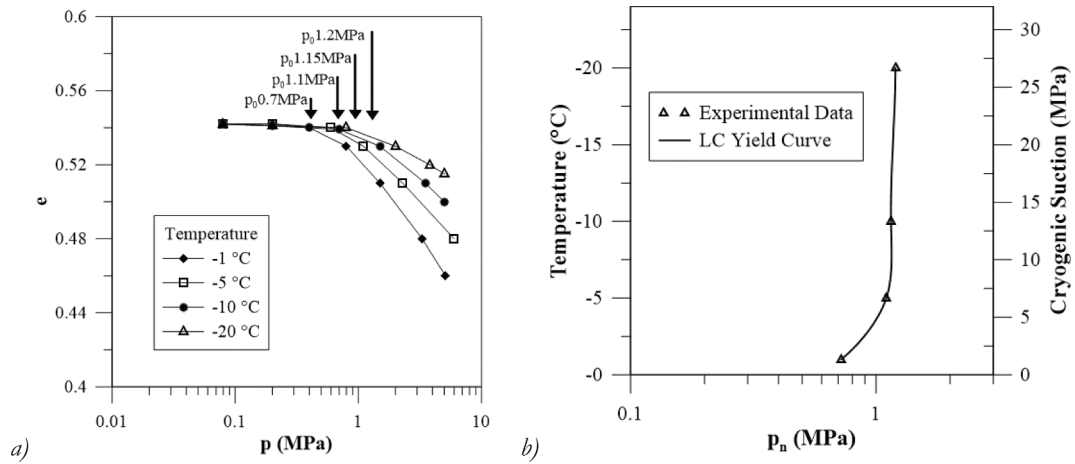 0.6
0.56
0.52
0.48
0.44
0.4
e
p₀1.2MPa
p₀1.15MPa
p₀1.1MPa
p₀0.7MPa
Temperature
-1 °C
-5 °C
-10 °C
-20 °C
0.01 0.1 1 10
p (MPa)
a)
-20
-15
-10
-5
-0
Temperature (°C)
Experimental Data
LC Yield Curve
30
25
20
15
10
5
0
Cryogenic Suction (MPa)
0.1 1
pₙ (MPa)
b)